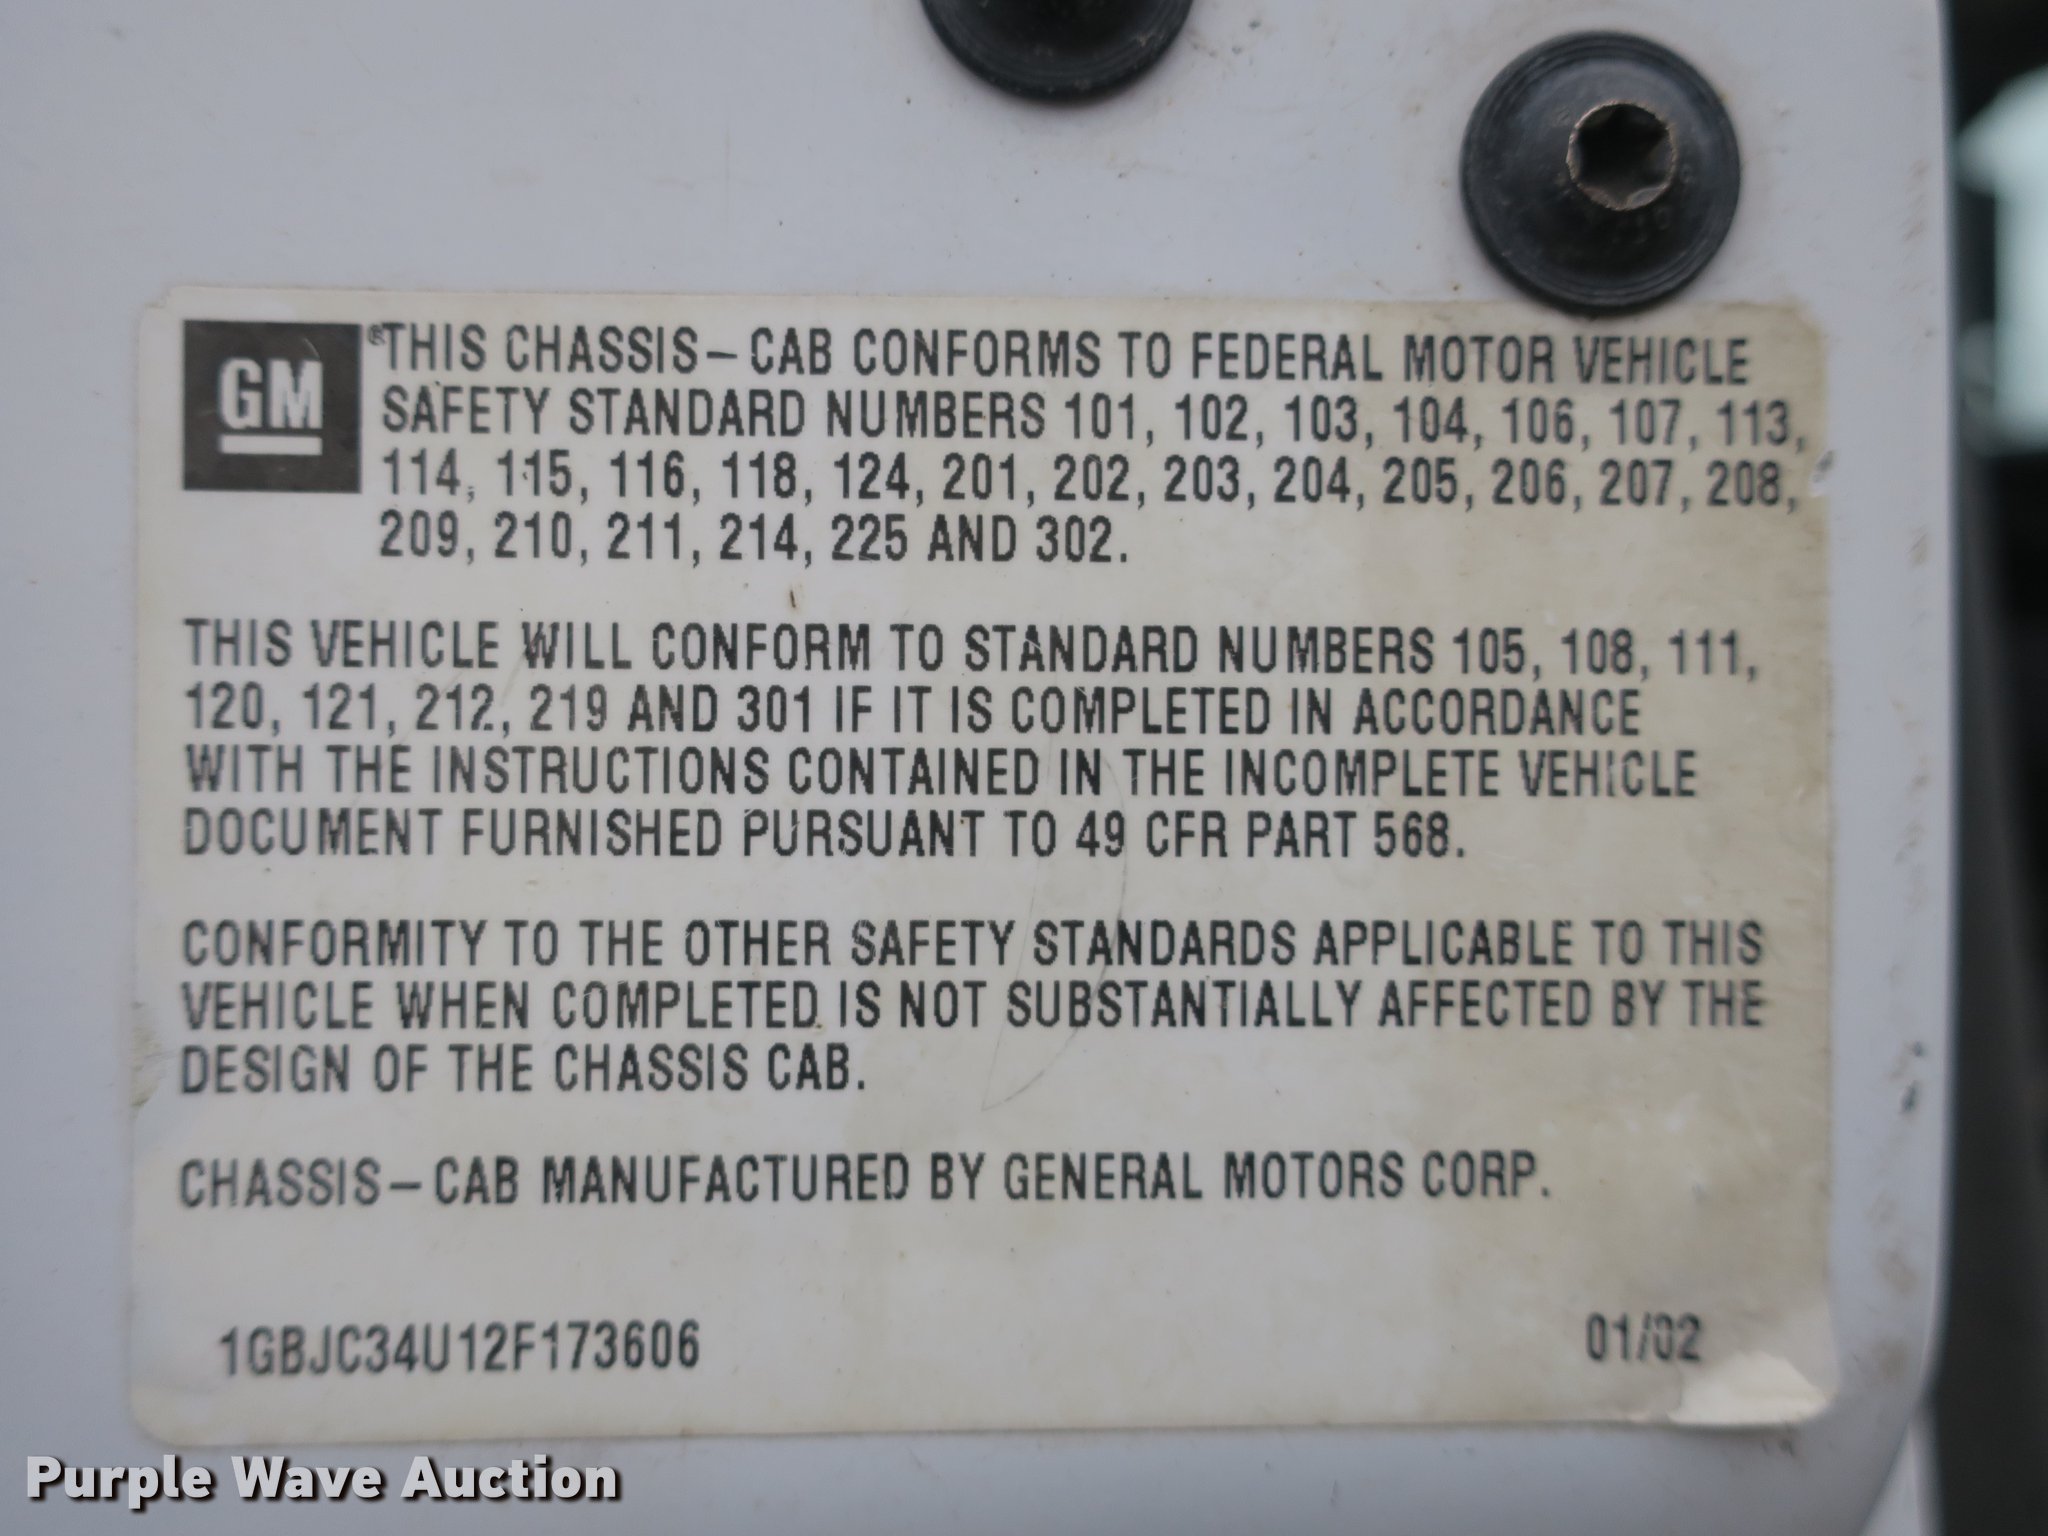 GM
®THIS CHASSIS–CAB CONFORMS TO FEDERAL MOTOR VEHICLE
SAFETY STANDARD NUMBERS 101, 102, 103, 104, 106, 107, 113,
114, 115, 116, 118, 124, 201, 202, 203, 204, 205, 206, 207, 208,
209, 210, 211, 214, 225 AND 302.
THIS VEHICLE WILL CONFORM TO STANDARD NUMBERS 105, 108, 111,
120, 121, 212, 219 AND 301 IF IT IS COMPLETED IN ACCORDANCE
WITH THE INSTRUCTIONS CONTAINED IN THE INCOMPLETE VEHICLE
DOCUMENT FURNISHED PURSUANT TO 49 CFR PART 568.
CONFORMITY TO THE OTHER SAFETY STANDARDS APPLICABLE TO THIS
VEHICLE WHEN COMPLETED IS NOT SUBSTANTIALLY AFFECTED BY THE
DESIGN OF THE CHASSIS CAB.
CHASSIS–CAB MANUFACTURED BY GENERAL MOTORS CORP.
1GBJC34U12F173606 01/02
Purple Wave Auction